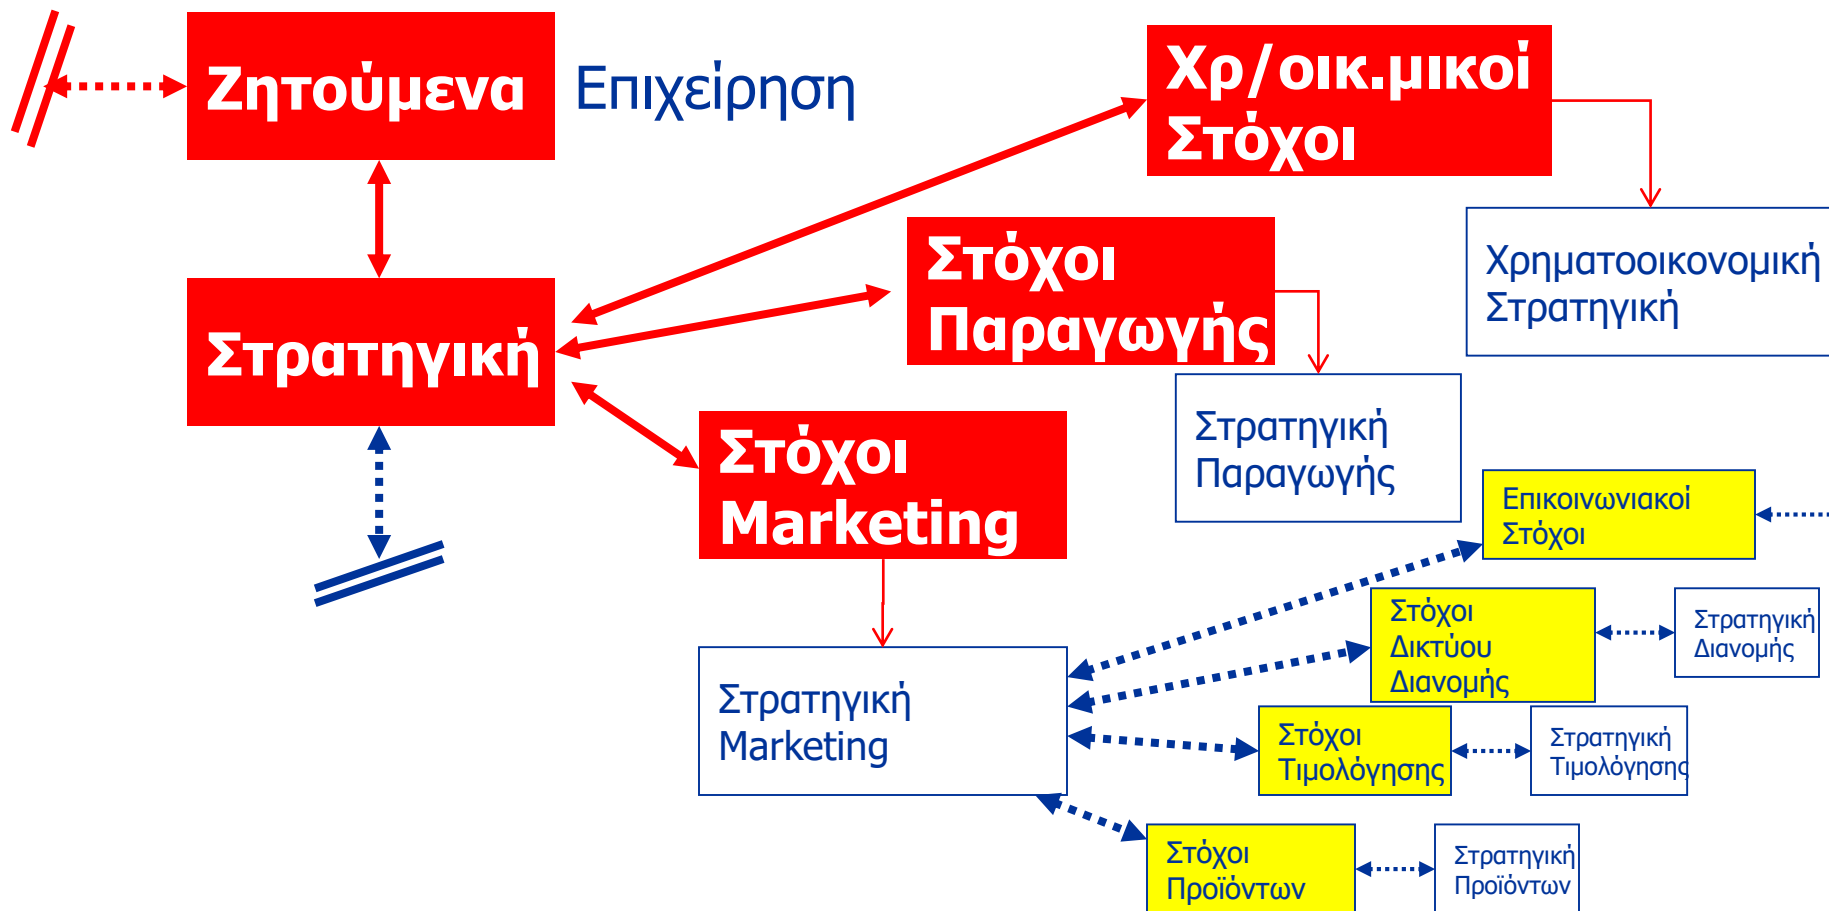 Ζητούμενα
Επιχείρηση
Χρ/οικ.μικοί
Στόχοι
Χρηματοοικονομική
Στρατηγική
Στόχοι
Παραγωγής
Στρατηγική
Στρατηγική
Παραγωγής
Στόχοι
Marketing
Επικοινωνιακοί
Στόχοι
Στόχοι
Δικτύου
Διανομής
Στρατηγική
Διανομής
Στρατηγική
Marketing
Στόχοι
Τιμολόγησης
Στρατηγική
Τιμολόγησης
Στόχοι
Προϊόντων
Στρατηγική
Προϊόντων